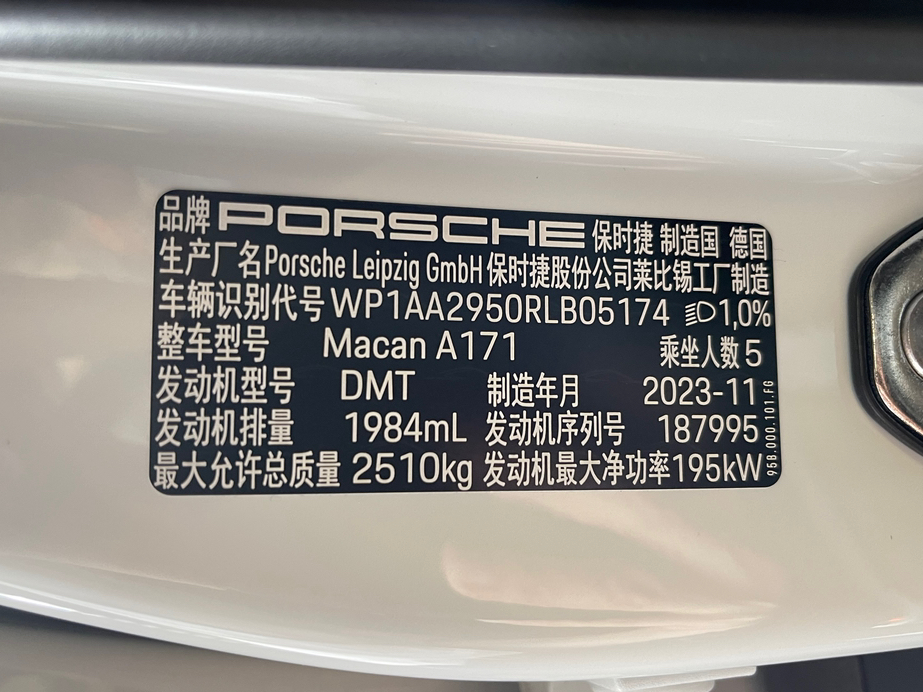 品牌 PORSCHE 保时捷 制造国 德国
生产厂名Porsche Leipzig GmbH保时捷股份公司莱比锡工厂制造
车辆识别代号 WP1AA2950RLB05174 1,0%
整车型号 Macan A171 乘坐人数 5
发动机型号 DMT 制造年月 2023-11
发动机排量 1984mL 发动机序列号 187995
最大允许总质量 2510kg 发动机最大净功率195kW
95B.000.101.FG